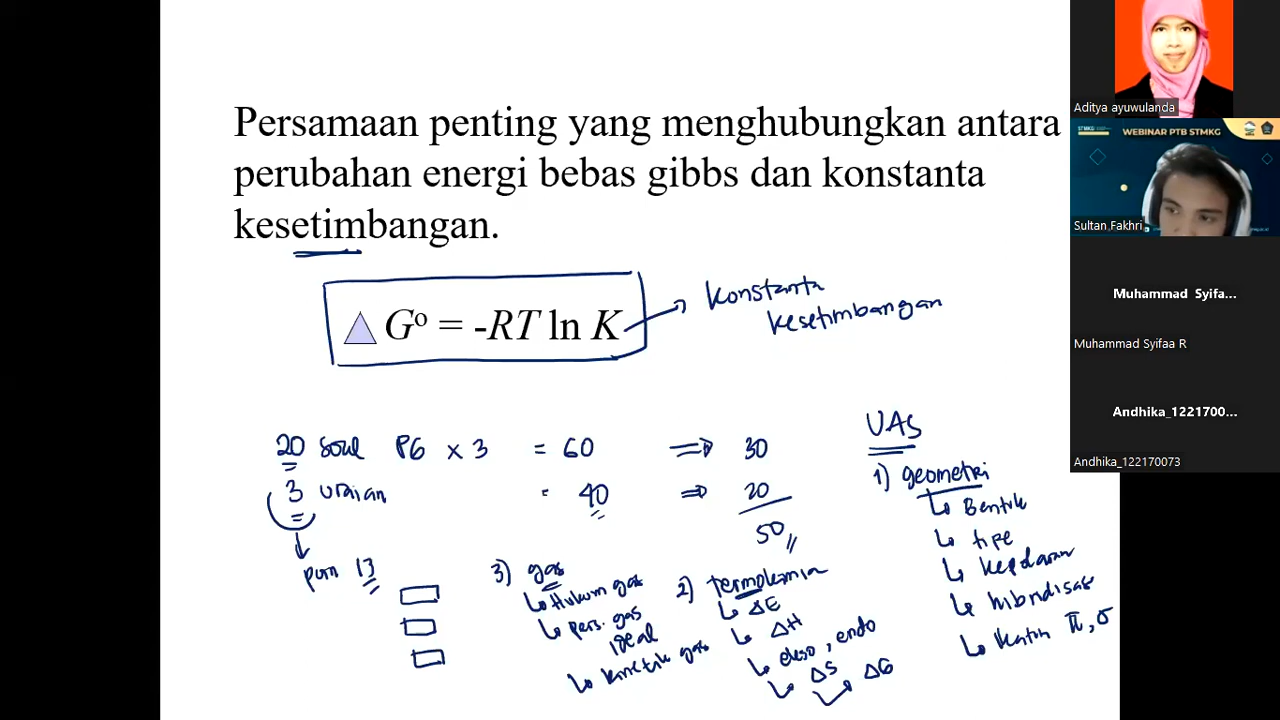 Persamaan penting yang menghubungkan antara
perubahan energi bebas gibbs dan konstanta
kesetimbangan.
△ Gº = -RT ln K
konstanta
kesetimbangan
20 soal PG × 3 = 60 ⇒ 30
3 uraian = 40 ⇒ 20
50
poin 13
UAS
1) geometri
↳ Bentuk
↳ tipe
↳ kepolaran
↳ hibridisasi
↳ ikatan π, σ
2) termokimia
↳ ΔE
↳ ΔH
↳ ekso, endo
↳ ΔS
ΔG
3) gas
↳ Hukum gas
↳ pers. gas
ideal
↳ kinetik gas
Aditya ayuwulanda
STMKG
WEBINAR PTB STMKG
Sultan Fakhri
Muhammad Syifa...
Muhammad Syifaa R
Andhika_1221700...
Andhika_122170073